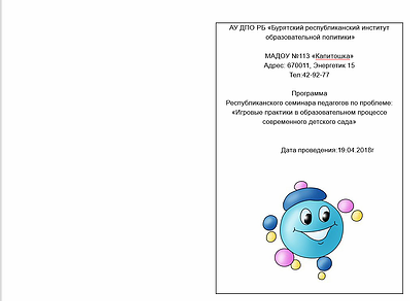 АУ ДПО РБ «Бурятский республиканский институт
образовательной политики»
МАДОУ №113 «Капитошка»
Адрес: 670011, Энергетик 15
Тел:42-92-77
Программа
Республиканского семинара педагогов по проблеме:
«Игровые практики в образовательном процессе
современного детского сада»
Дата проведения:19.04.2018г